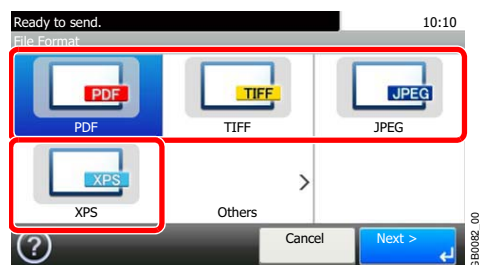 Ready to send. 10:10
File Format
PDF TIFF JPEG
PDF TIFF JPEG
XPS
XPS Others >
? Cancel Next >
GB0082_00